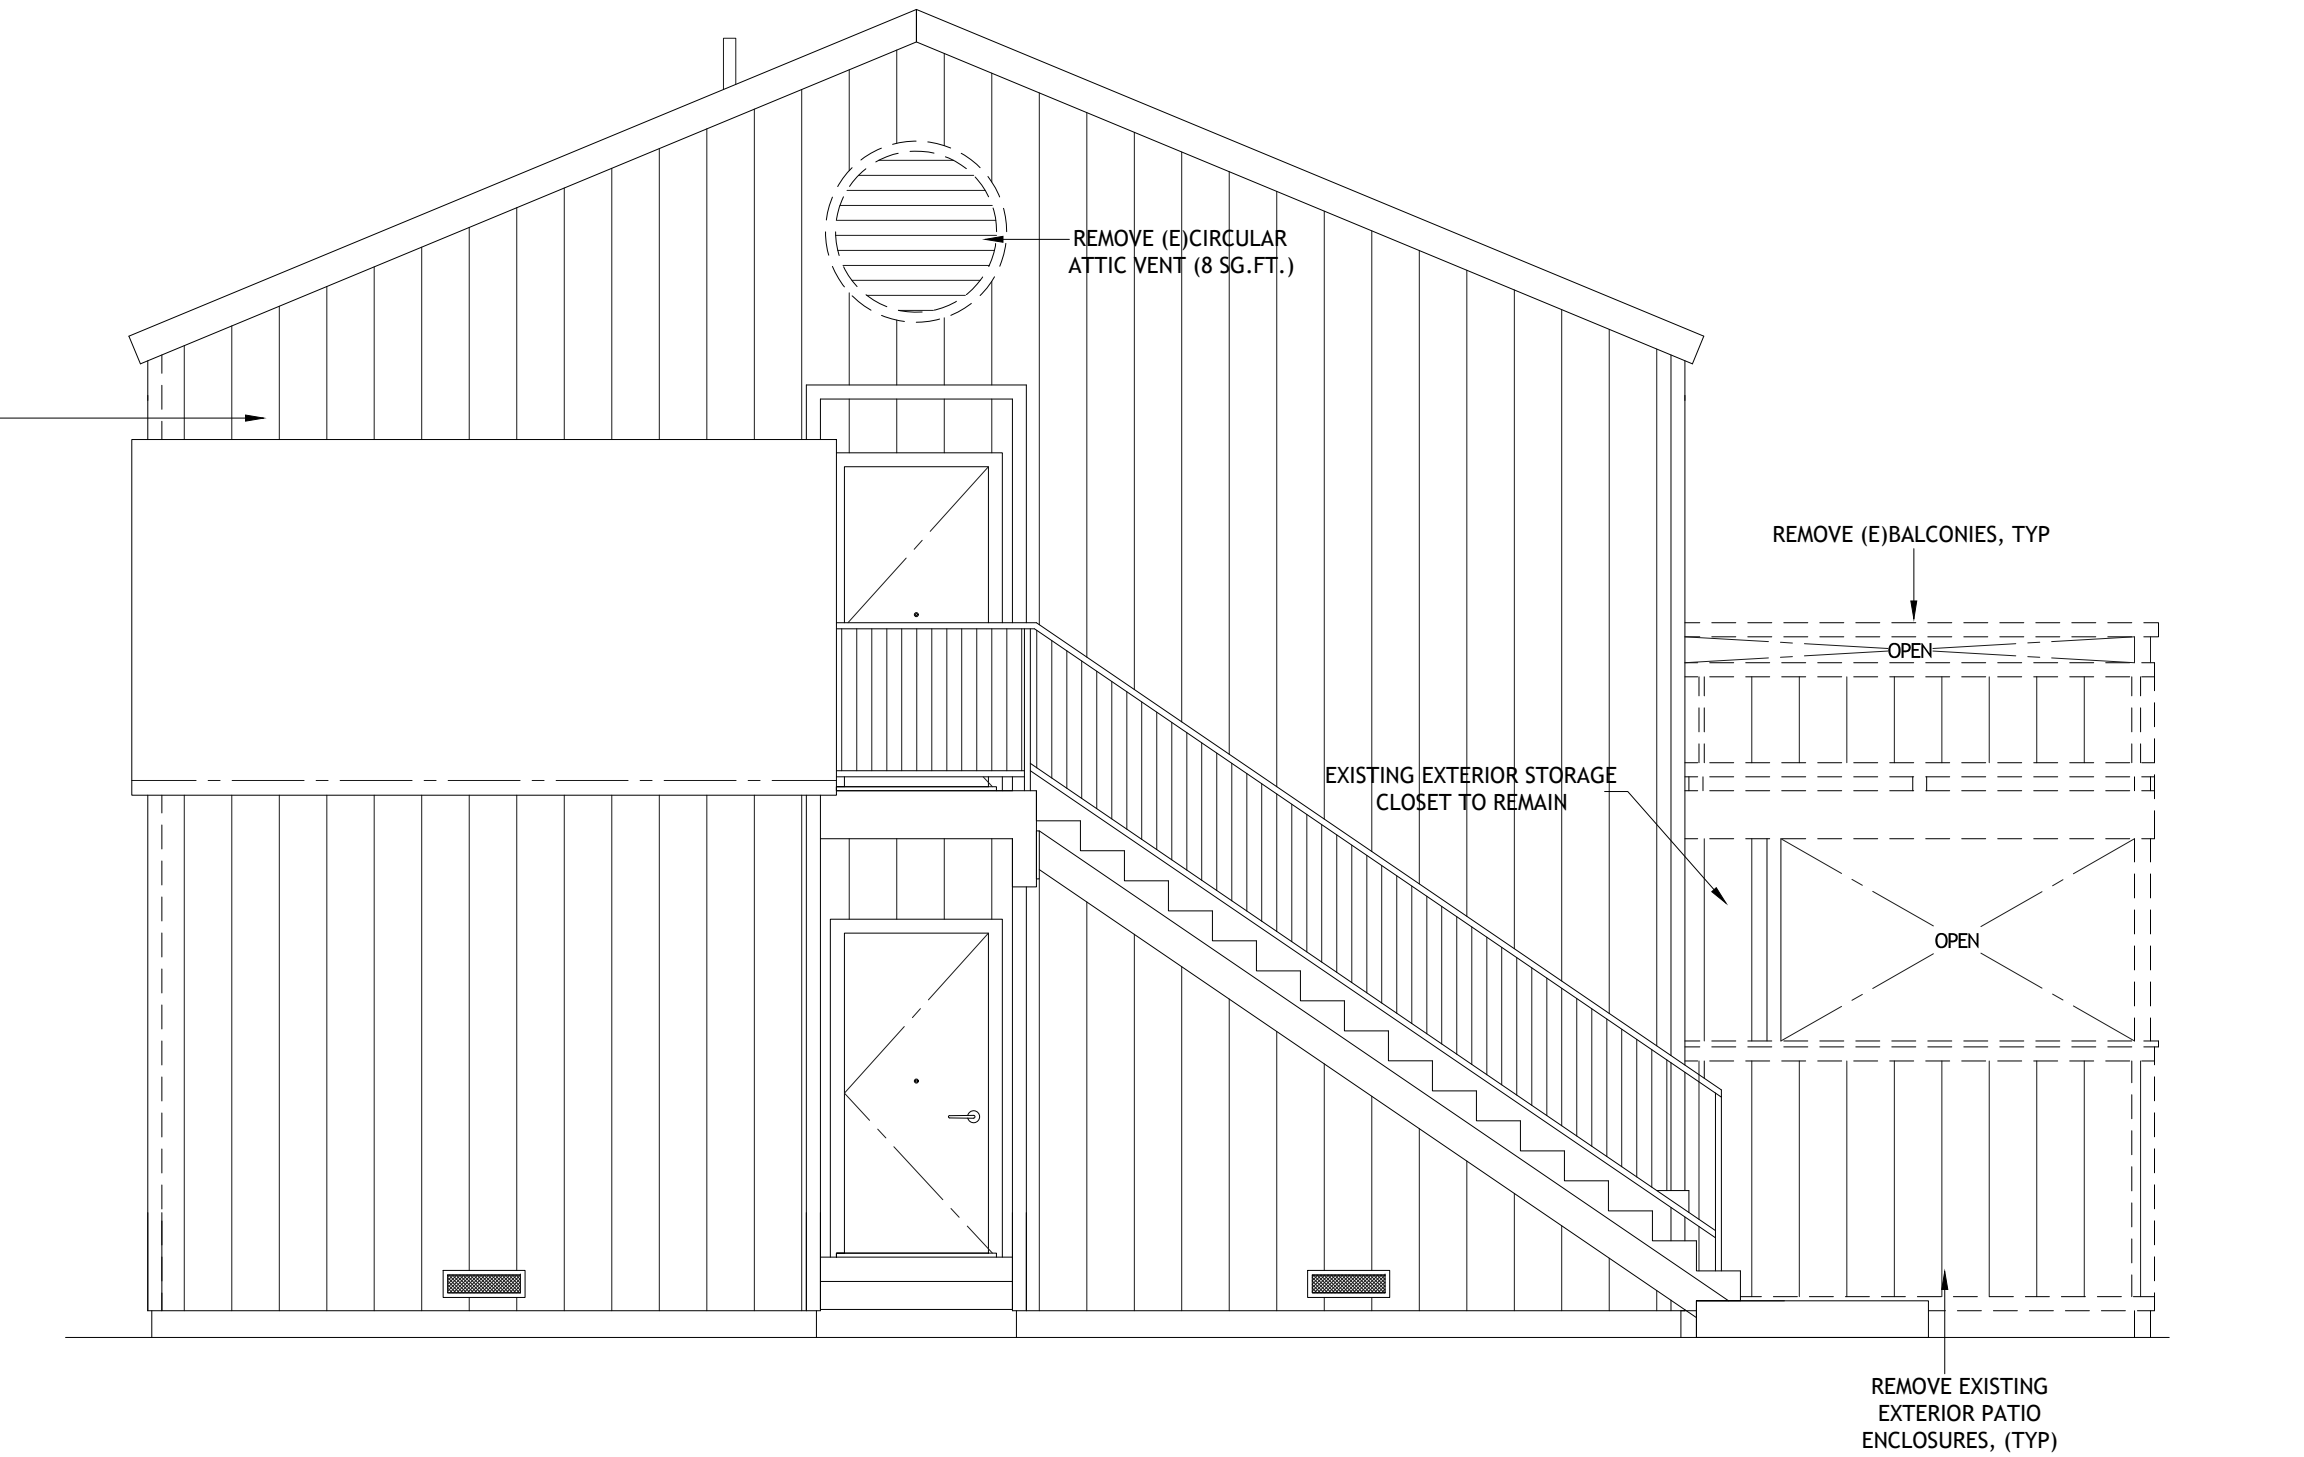 REMOVE (E)CIRCULAR
ATTIC VENT (8 SG.FT.)
REMOVE (E)BALCONIES, TYP
OPEN
EXISTING EXTERIOR STORAGE
CLOSET TO REMAIN
OPEN
REMOVE EXISTING
EXTERIOR PATIO
ENCLOSURES, (TYP)